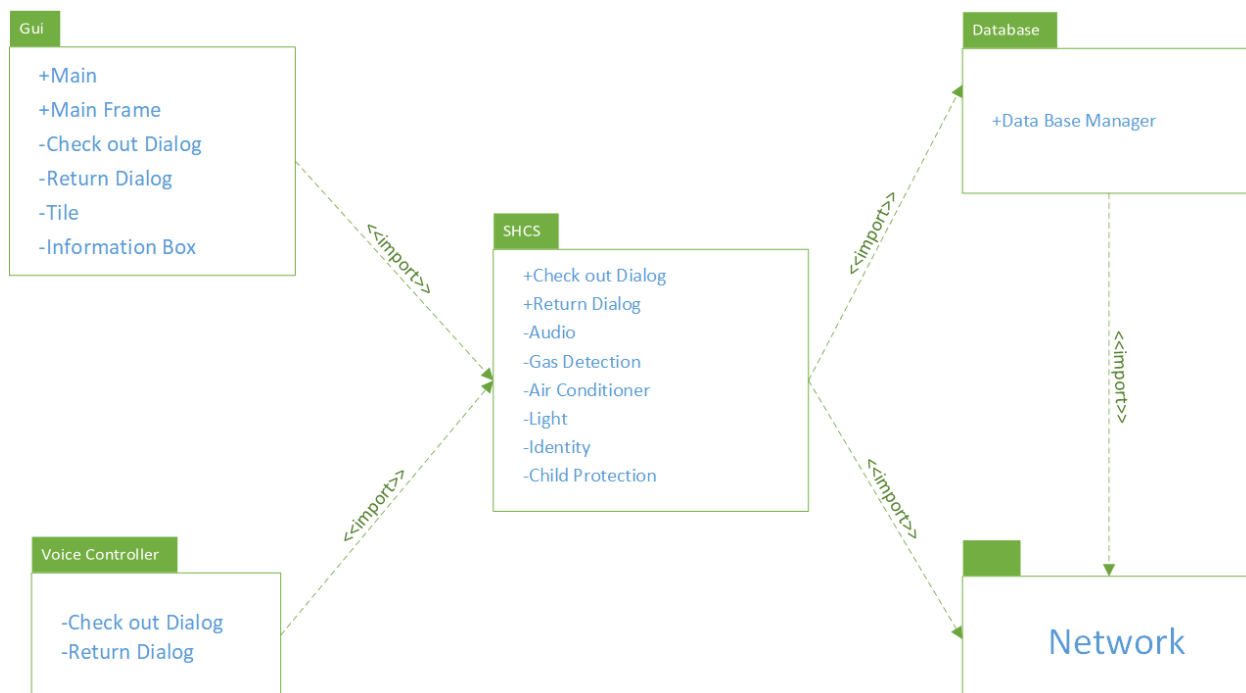 Gui
+Main
+Main Frame
-Check out Dialog
-Return Dialog
-Tile
-Information Box
<<import>>
Voice Controller
-Check out Dialog
-Return Dialog
<<import>>
SHCS
+Check out Dialog
+Return Dialog
-Audio
-Gas Detection
-Air Conditioner
-Light
-Identity
-Child Protection
<<import>>
<<import>>
Database
+Data Base Manager
<<import>>
Network